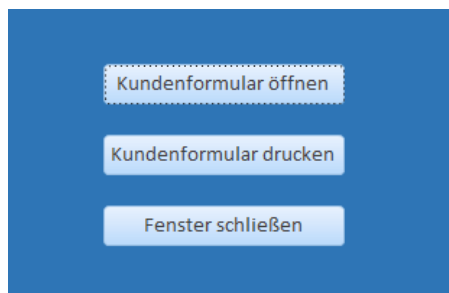 Kundenformular öffnen
Kundenformular drucken
Fenster schließen